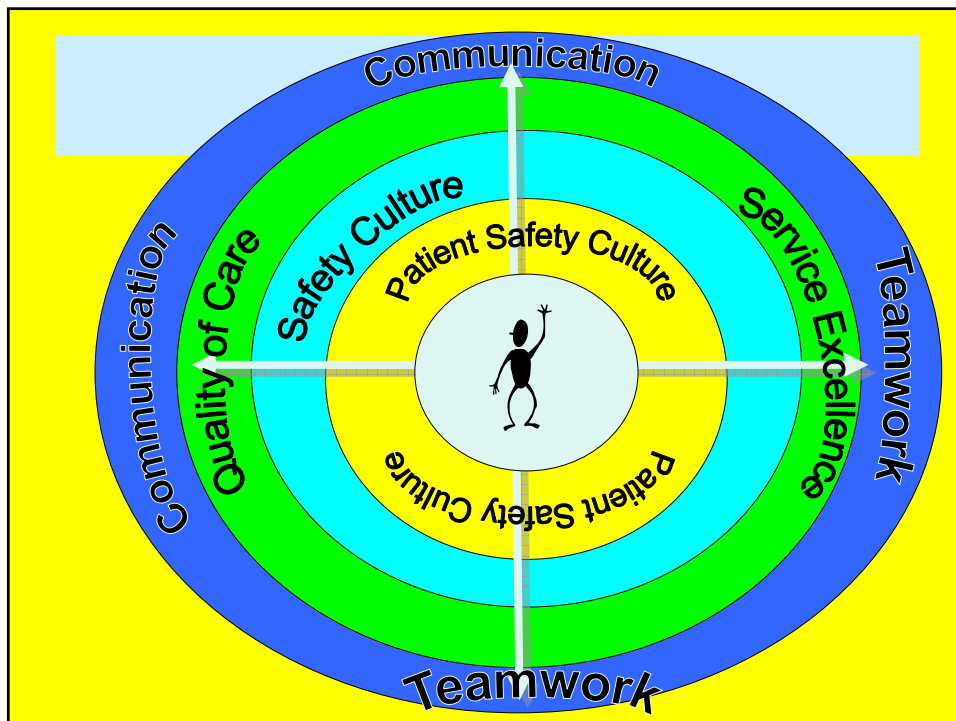 Communication
Communication
Quality of Care
Safety Culture
Patient Safety Culture
Service Excellence
Teamwork
Patient Safety Culture
Teamwork